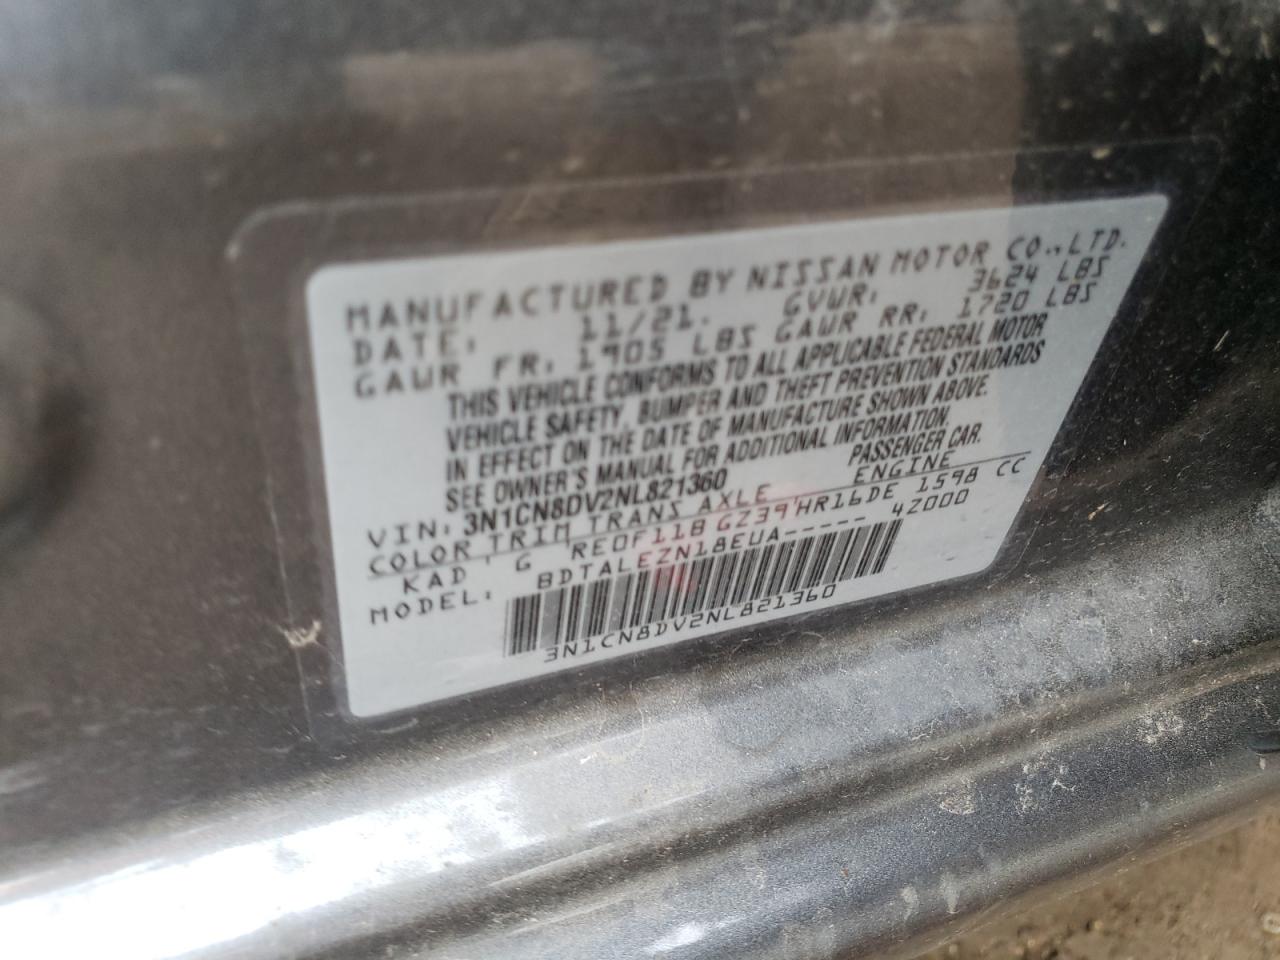 MANUFACTURED BY NISSAN MOTOR CO.,LTD.
DATE: 11/21. GVWR: 3624 LBS
GAWR FR. 1905 LBS GAWR RR: 1720 LBS
THIS VEHICLE CONFORMS TO ALL APPLICABLE FEDERAL MOTOR
VEHICLE SAFETY, BUMPER AND THEFT PREVENTION STANDARDS
IN EFFECT ON THE DATE OF MANUFACTURE SHOWN ABOVE.
SEE OWNER'S MANUAL FOR ADDITIONAL INFORMATION.
VIN: 3N1CN8DV2NL821360 PASSENGER CAR.
COLOR TRIM TRANS AXLE ENGINE
KAD G RE0F11B GZ39 HR16DE 1598 CC
MODEL: BDTALEZN18EUA----- 42000
3N1CN8DV2NL821360